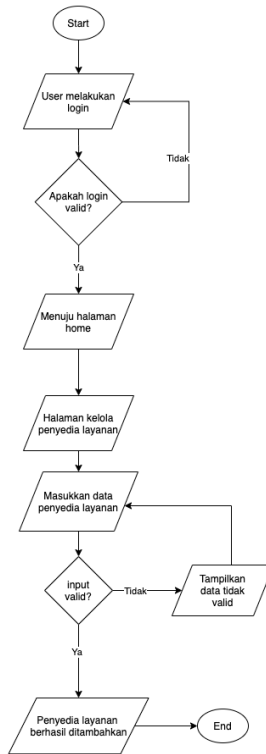 Start
User melakukan
login
Tidak
Apakah login
valid?
Ya
Menuju halaman
home
Halaman kelola
penyedia layanan
Masukkan data
penyedia layanan
input
valid?
Tidak
Tampilkan
data tidak
valid
Ya
Penyedia layanan
berhasil ditambahkan
End